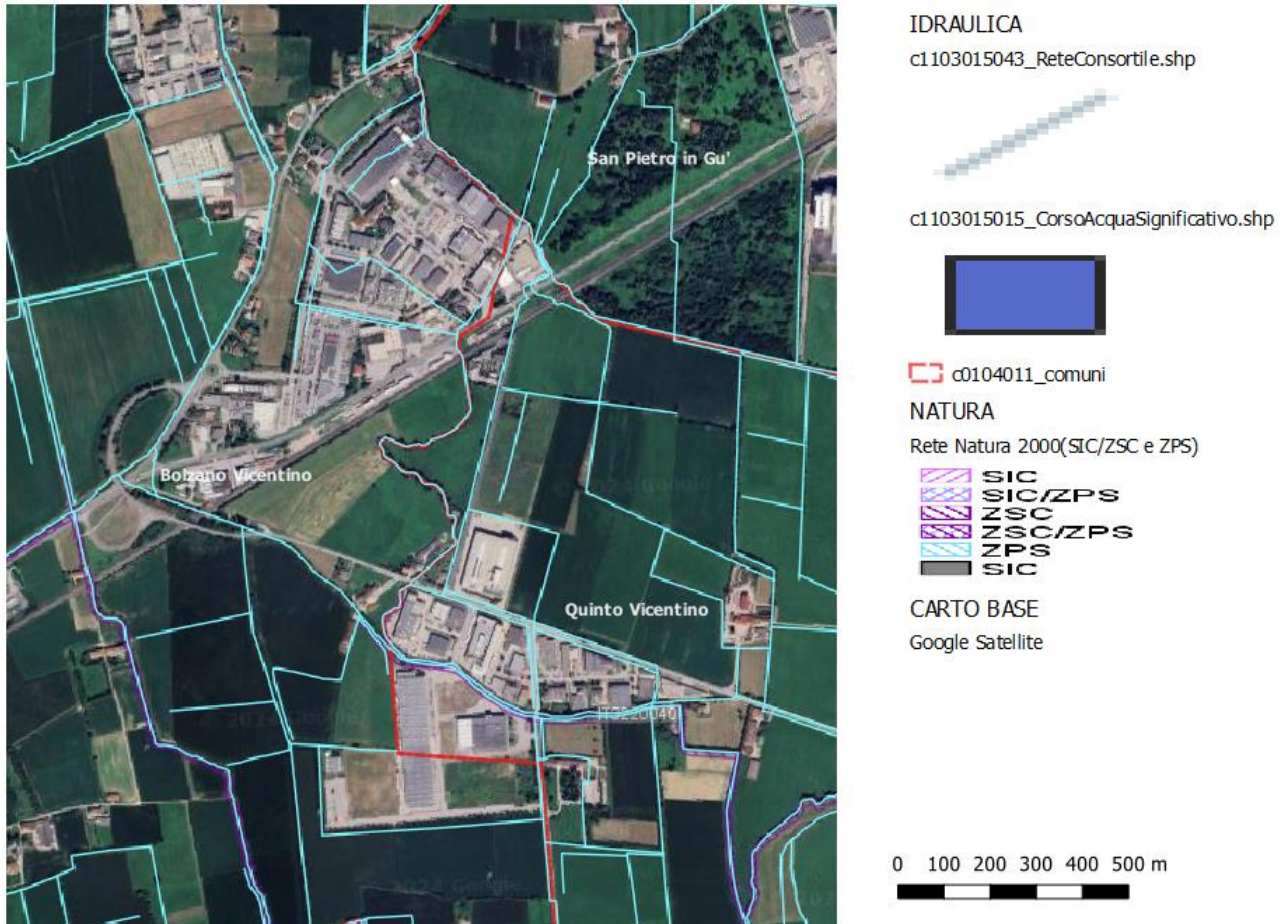 San Pietro in Gu'
Bolzano Vicentino
Quinto Vicentino
IDRAULICA
c1103015043_ReteConsortile.shp
c1103015015_CorsoAcquaSignificativo.shp
c0104011_comuni
NATURA
Rete Natura 2000(SIC/ZSC e ZPS)
SIC
SIC/ZPS
ZSC
ZSC/ZPS
ZPS
SIC
CARTO BASE
Google Satellite
0 100 200 300 400 500 m